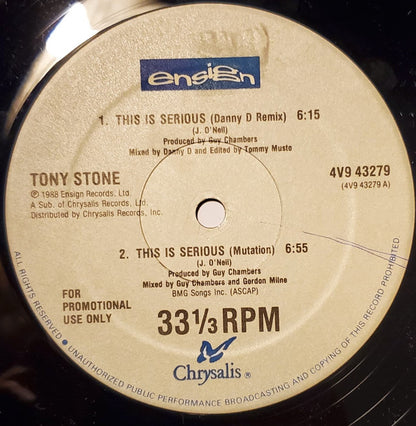 ensign
1. THIS IS SERIOUS (Danny D Remix) 6:15
(J. O'Neil)
Produced by Guy Chambers
Mixed by Danny D and Edited by Tommy Musto
TONY STONE
℗ 1988 Ensign Records, Ltd.
A Sub. of Chrysalis Records, Ltd.
Distributed by Chrysalis Records, Inc.
4V9 43279
(4V9 43279 A)
2. THIS IS SERIOUS (Mutation) 6:55
(J. O'Neil)
Produced by Guy Chambers
Mixed by Guy Chambers and Gordon Milne
BMG Songs Inc. (ASCAP)
FOR
PROMOTIONAL
USE ONLY
33⅓ RPM
Chrysalis ®
ALL RIGHTS RESERVED • UNAUTHORIZED PUBLIC PERFORMANCE BROADCASTING AND COPYING OF THIS RECORD PROHIBITED